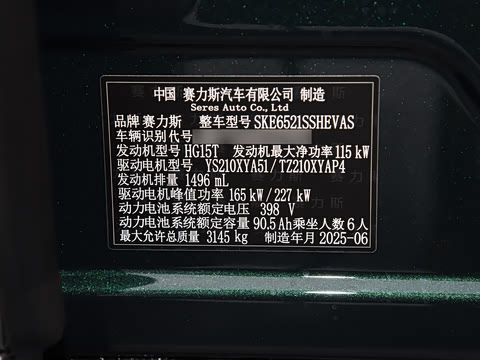 中国 赛力斯汽车有限公司 制造
Seres Auto Co., Ltd
品牌 赛力斯 整车型号 SKE6521SSHEVAS
车辆识别代号
发动机型号 HG15T 发动机最大净功率 115 kW
驱动电机型号 YS210XYA51/TZ210XYAP4
发动机排量 1496 mL
驱动电机峰值功率 165 kW/227 kW
动力电池系统额定电压 398 V
动力电池系统额定容量 90.5 Ah 乘坐人数 6人
最大允许总质量 3145 kg 制造年月 2025-06